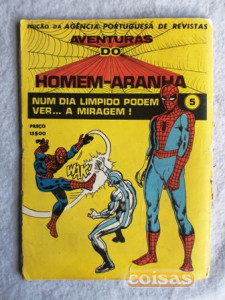 EDIÇÃO DA AGÊNCIA PORTUGUESA DE REVISTAS
AVENTURAS
DO
HOMEM-ARANHA
NUM DIA LIMPIDO PODEM
VER... A MIRAGEM !
5
PREÇO
15$00
coisas